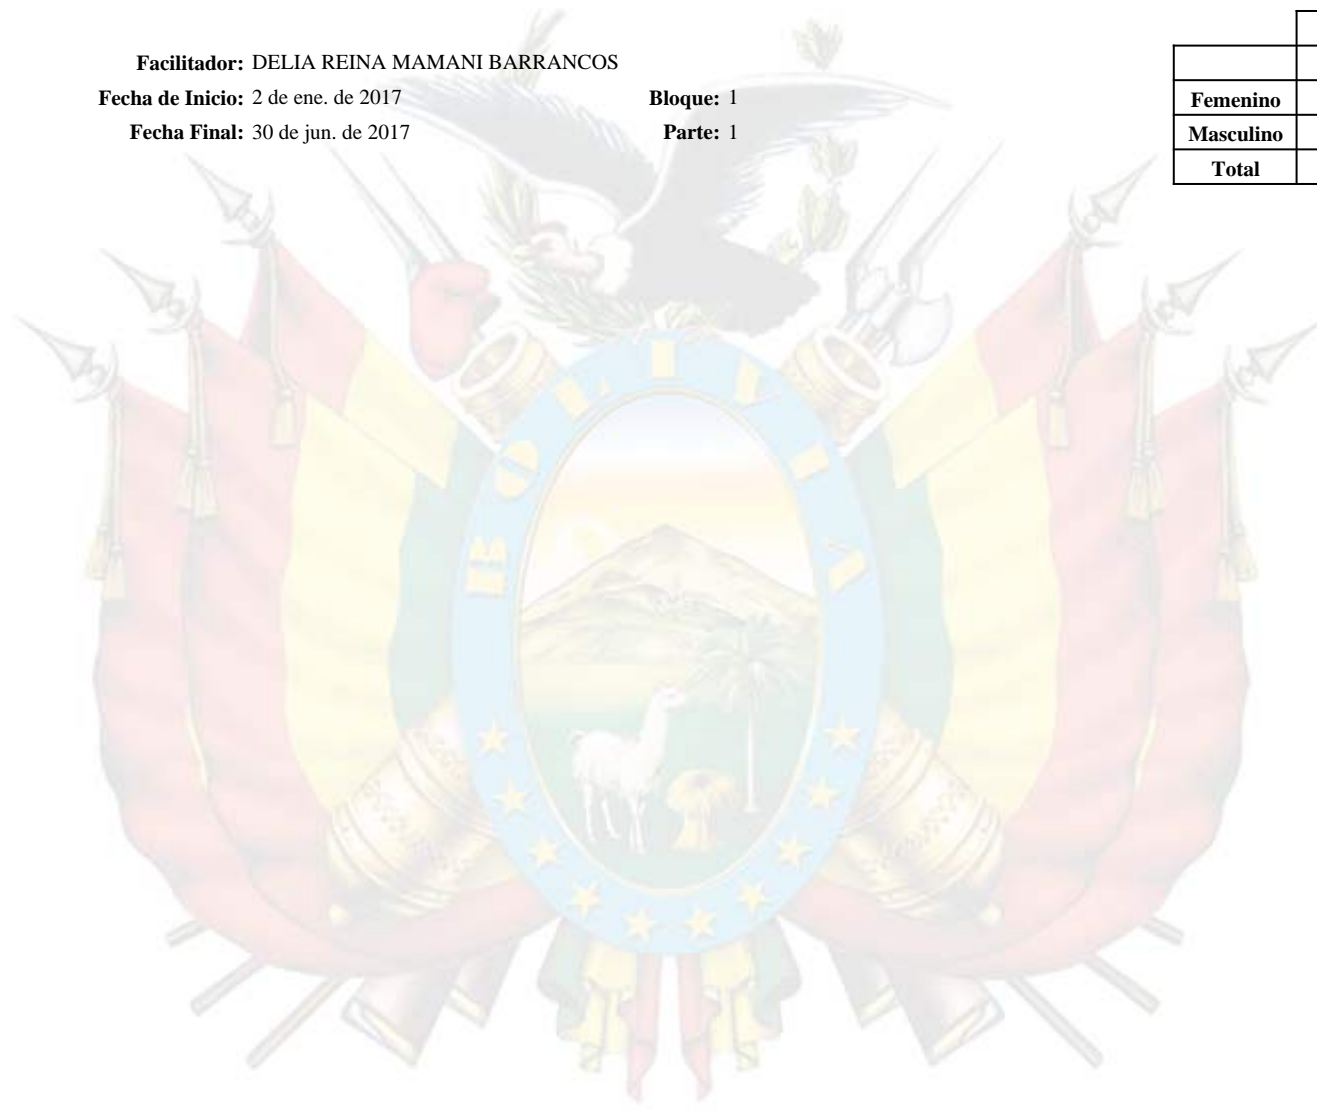 Facilitador: DELIA REINA MAMANI BARRANCOS
Fecha de Inicio: 2 de ene. de 2017 Bloque: 1
Fecha Final: 30 de jun. de 2017 Parte: 1
Femenino
Masculino
Total
BOLIVIA